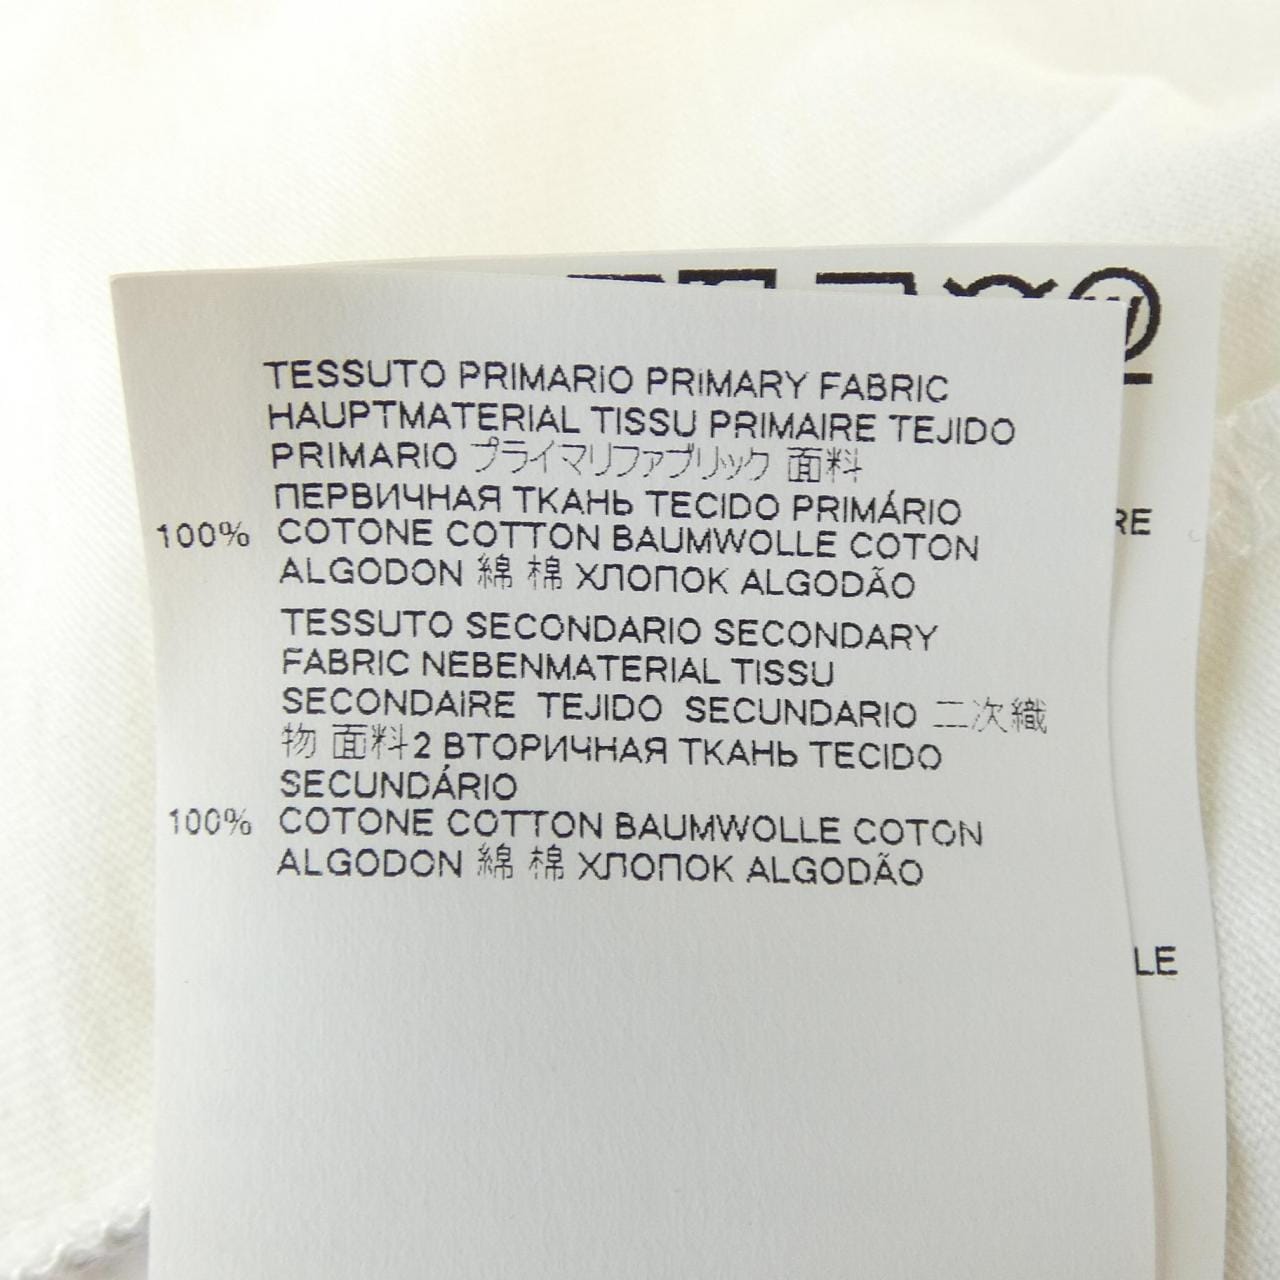 TESSUTO PRIMARIO PRIMARY FABRIC
HAUPTMATERIAL TISSU PRIMAIRE TEJIDO
PRIMARIO プライマリファブリック 面料
ПЕРВИЧНАЯ ТКАНЬ TECIDO PRIMÁRIO
100% COTONE COTTON BAUMWOLLE COTON
ALGODON 綿 棉 ХЛОПОК ALGODÃO
TESSUTO SECONDARIO SECONDARY
FABRIC NEBENMATERIAL TISSU
SECONDAIRE TEJIDO SECUNDARIO 二次織
物 面料2 ВТОРИЧНАЯ ТКАНЬ TECIDO
SECUNDÁRIO
100% COTONE COTTON BAUMWOLLE COTON
ALGODON 綿 棉 ХЛОПОК ALGODÃO
RE
LE